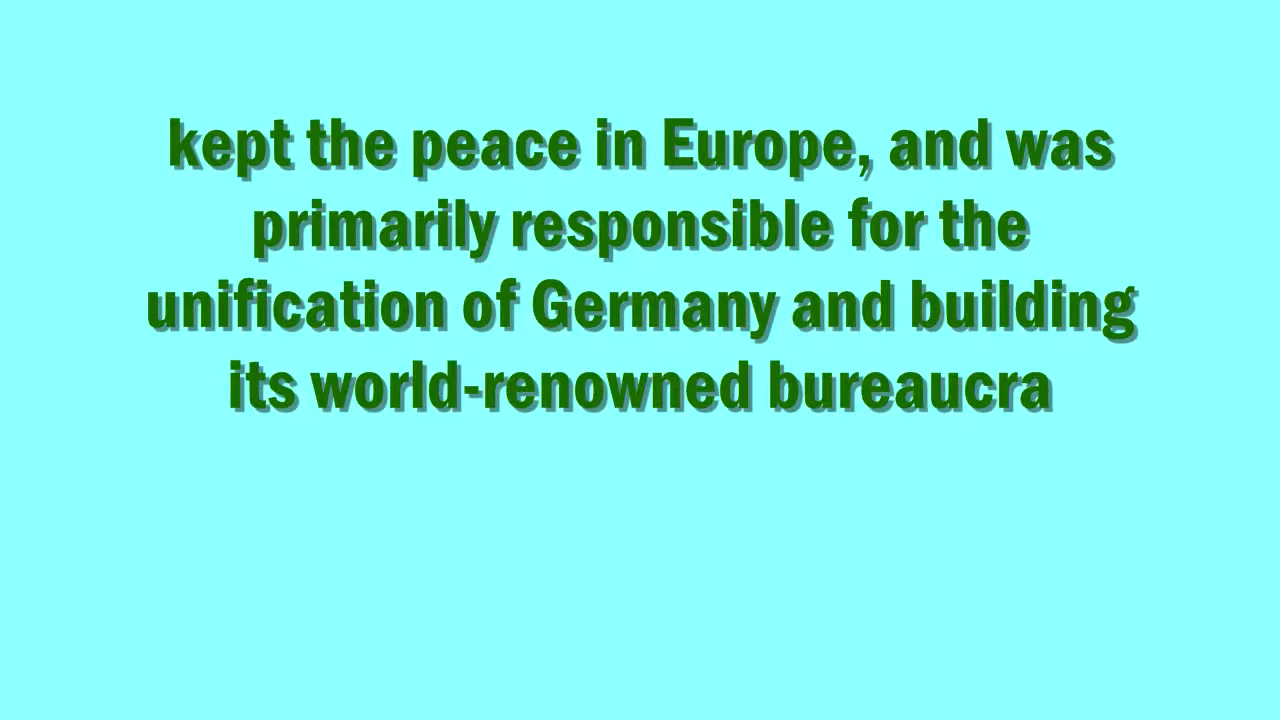 kept the peace in Europe, and was
primarily responsible for the
unification of Germany and building
its world-renowned bureaucra